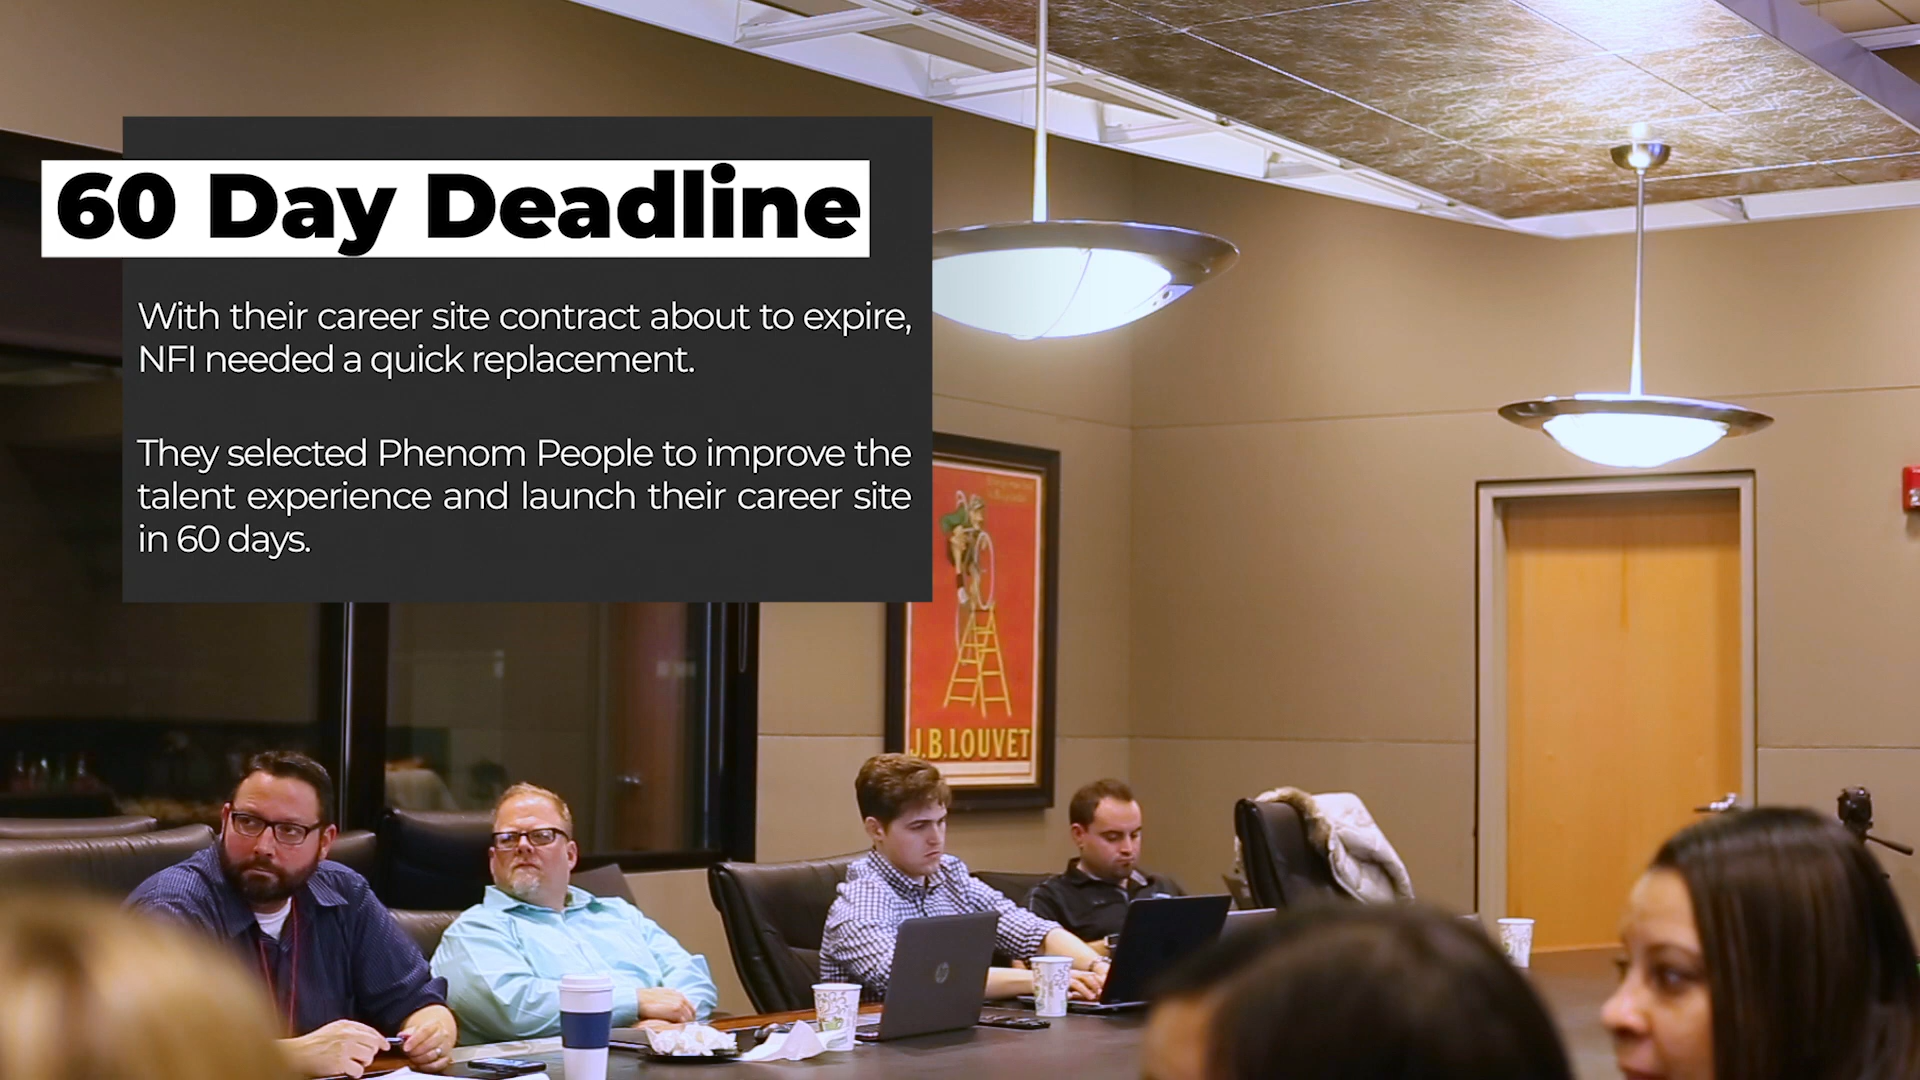 60 Day Deadline
With their career site contract about to expire,
NFI needed a quick replacement.
They selected Phenom People to improve the
talent experience and launch their career site
in 60 days.
J.B.LOUVET
hp